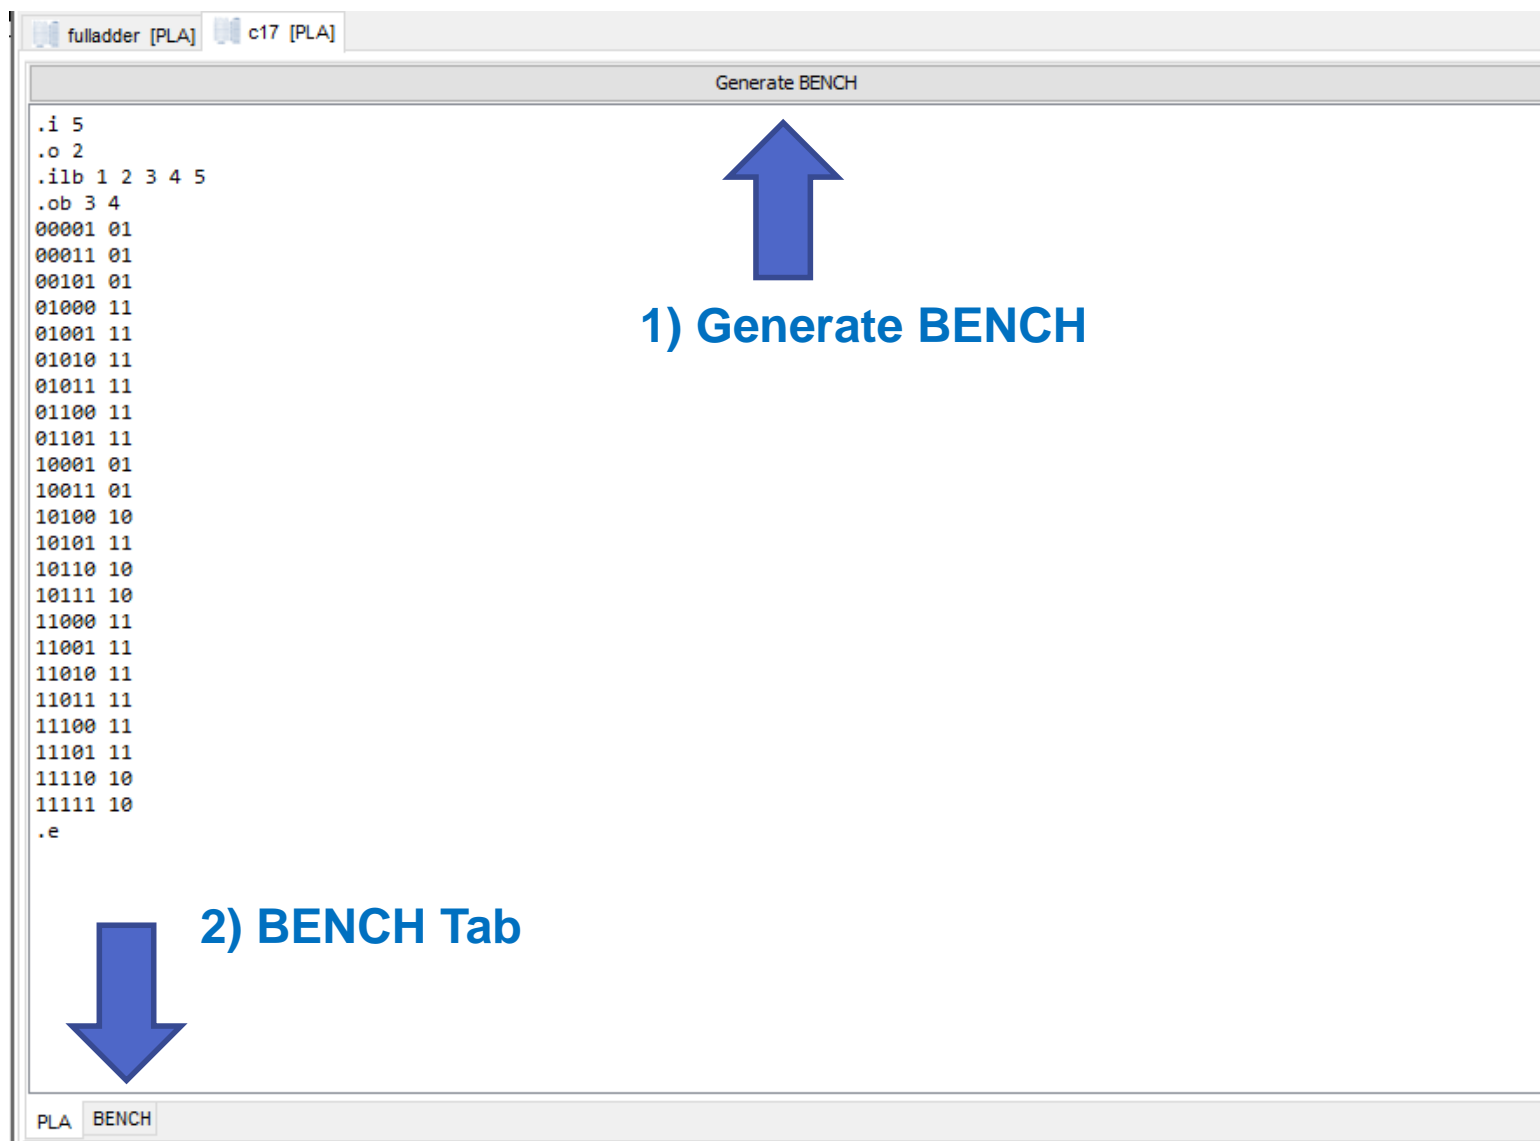 fulladder [PLA] c17 [PLA]
Generate BENCH
.i 5
.o 2
.ilb 1 2 3 4 5
.ob 3 4
00001 01
00011 01
00101 01
01000 11
01001 11
01010 11
01011 11
01100 11
01101 11
10001 01
10011 01
10100 10
10101 11
10110 10
10111 10
11000 11
11001 11
11010 11
11011 11
11100 11
11101 11
11110 10
11111 10
.e
1) Generate BENCH
2) BENCH Tab
PLA BENCH